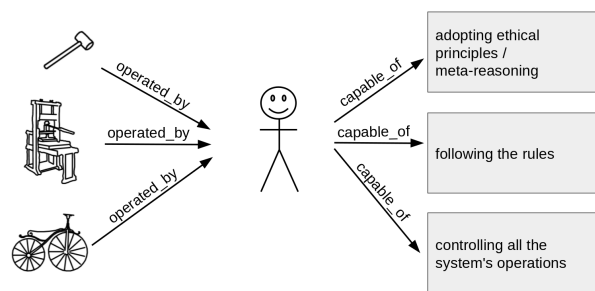 operated_by
operated_by
operated_by
capable_of
capable_of
capable_of
adopting ethical
principles /
meta-reasoning
following the rules
controlling all the
system's operations